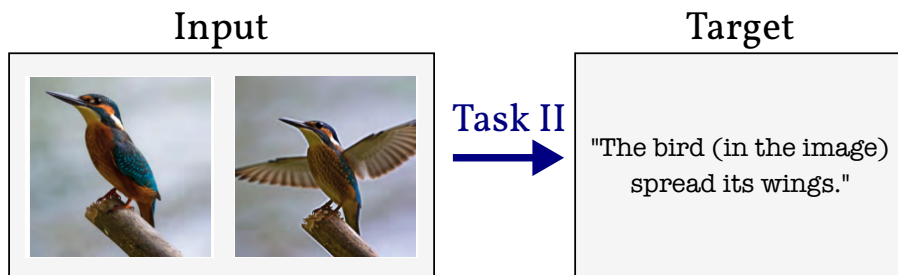 Input
Target
Task II
"The bird (in the image)
spread its wings."